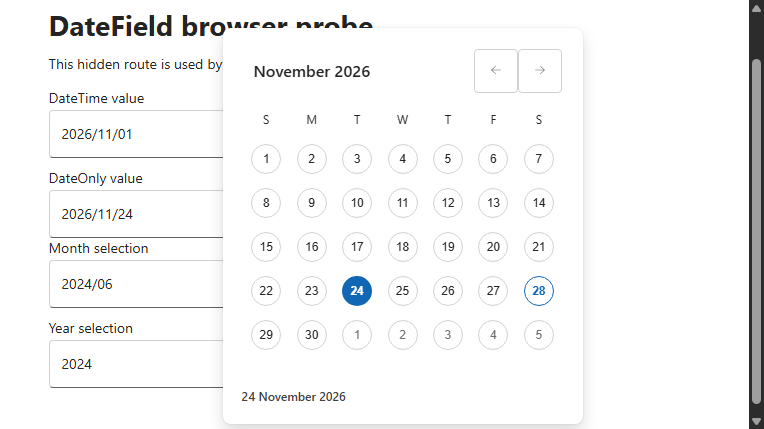 DateField browser probe
This hidden route is used by
DateTime value
2026/11/01
DateOnly value
2026/11/24
Month selection
2024/06
Year selection
2024
November 2026
S M T W T F S
1 2 3 4 5 6 7
8 9 10 11 12 13 14
15 16 17 18 19 20 21
22 23 24 25 26 27 28
29 30 1 2 3 4 5
24 November 2026